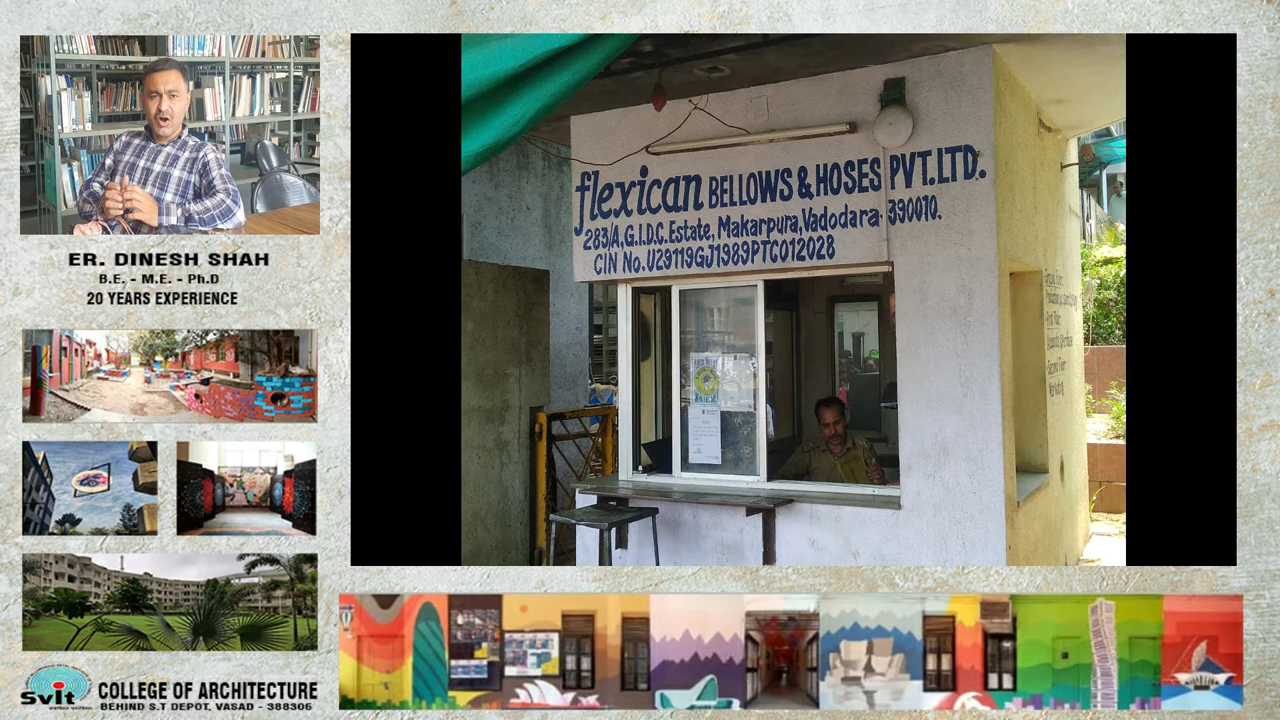 ER. DINESH SHAH
B.E. - M.E. - Ph.D
20 YEARS EXPERIENCE
flexican BELLOWS & HOSES PVT.LTD.
283/A,G.I.D.C.Estate, Makarpura,Vadodara-390010.
CIN No.U29119GJ1989PTC012028
svit
COLLEGE OF ARCHITECTURE
BEHIND S.T DEPOT, VASAD - 388306